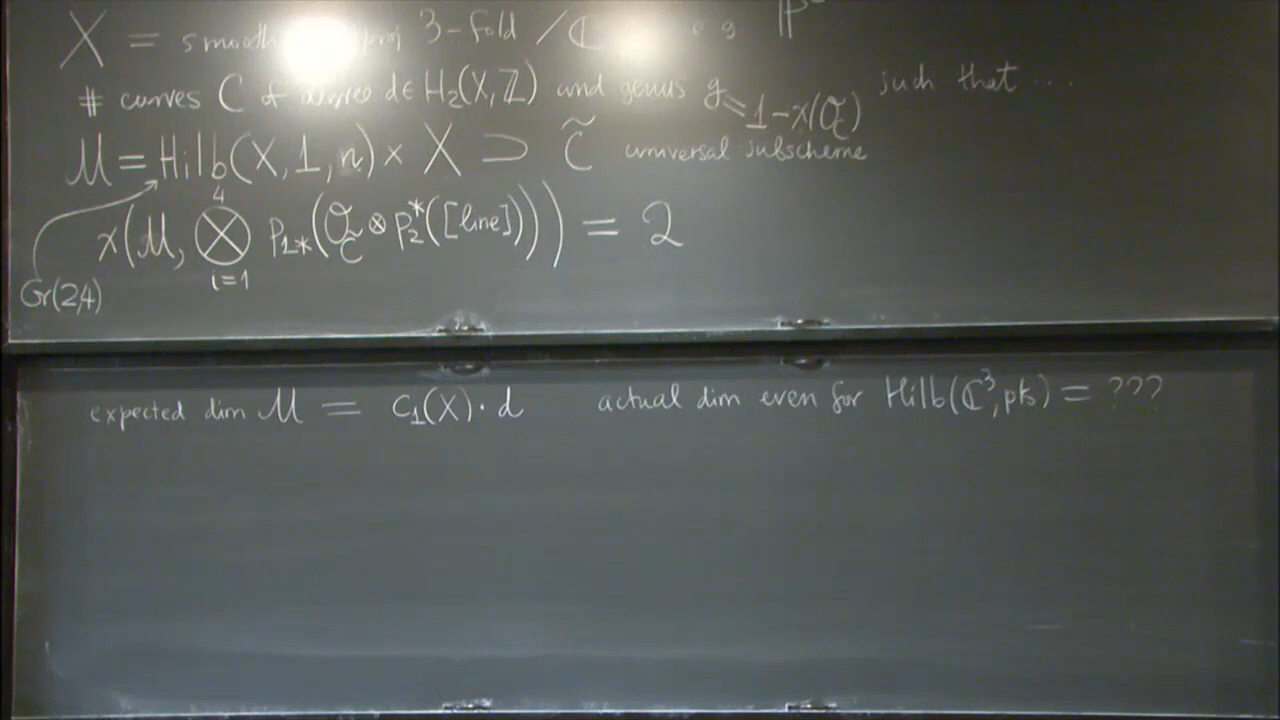 X = smooth proj 3-fold / ℂ e.g. ℙ
# curves C of degree d∈H₂(X,ℤ) and genus g = 1-χ(O_C) such that ....
M = Hilb(X,1,n) × X ⊃ C̃ universal subscheme
χ(M, ⊗_{i=1}^{4} p₁*(O_C̃ ⊗ p₂^*([line]))) = 2
Gr(2,4)
expected dim M = c₁(X)·d actual dim even for Hilb(ℂ³,pts) = ???